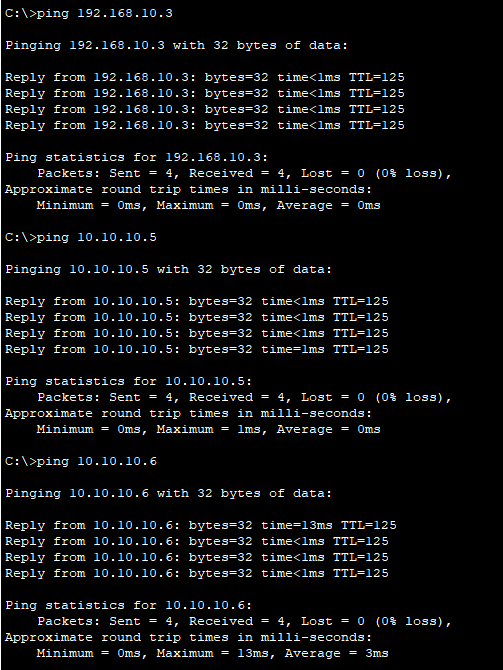 C:\>ping 192.168.10.3
Pinging 192.168.10.3 with 32 bytes of data:
Reply from 192.168.10.3: bytes=32 time<1ms TTL=125
Reply from 192.168.10.3: bytes=32 time<1ms TTL=125
Reply from 192.168.10.3: bytes=32 time<1ms TTL=125
Reply from 192.168.10.3: bytes=32 time<1ms TTL=125
Ping statistics for 192.168.10.3:
    Packets: Sent = 4, Received = 4, Lost = 0 (0% loss),
Approximate round trip times in milli-seconds:
    Minimum = 0ms, Maximum = 0ms, Average = 0ms
C:\>ping 10.10.10.5
Pinging 10.10.10.5 with 32 bytes of data:
Reply from 10.10.10.5: bytes=32 time<1ms TTL=125
Reply from 10.10.10.5: bytes=32 time<1ms TTL=125
Reply from 10.10.10.5: bytes=32 time<1ms TTL=125
Reply from 10.10.10.5: bytes=32 time=1ms TTL=125
Ping statistics for 10.10.10.5:
    Packets: Sent = 4, Received = 4, Lost = 0 (0% loss),
Approximate round trip times in milli-seconds:
    Minimum = 0ms, Maximum = 1ms, Average = 0ms
C:\>ping 10.10.10.6
Pinging 10.10.10.6 with 32 bytes of data:
Reply from 10.10.10.6: bytes=32 time=13ms TTL=125
Reply from 10.10.10.6: bytes=32 time<1ms TTL=125
Reply from 10.10.10.6: bytes=32 time<1ms TTL=125
Reply from 10.10.10.6: bytes=32 time<1ms TTL=125
Ping statistics for 10.10.10.6:
    Packets: Sent = 4, Received = 4, Lost = 0 (0% loss),
Approximate round trip times in milli-seconds:
    Minimum = 0ms, Maximum = 13ms, Average = 3ms